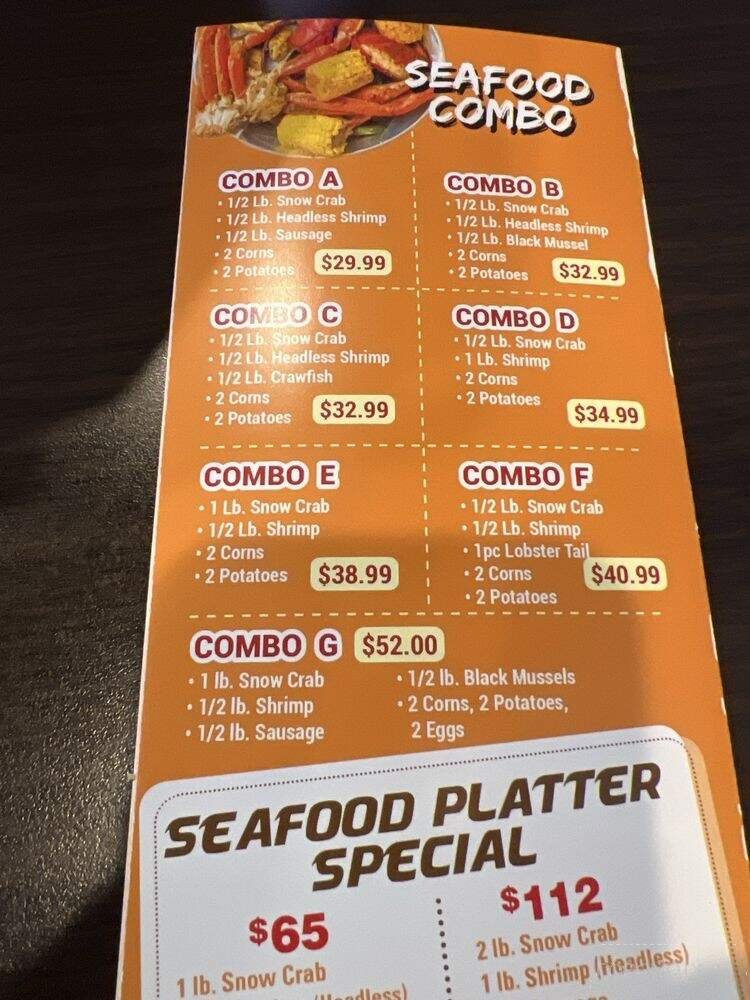 SEAFOOD
COMBO
COMBO A
• 1/2 Lb. Snow Crab
• 1/2 Lb. Headless Shrimp
• 1/2 Lb. Sausage
• 2 Corns
• 2 Potatoes
$29.99
COMBO B
• 1/2 Lb. Snow Crab
• 1/2 Lb. Headless Shrimp
• 1/2 Lb. Black Mussel
• 2 Corns
• 2 Potatoes
$32.99
COMBO C
• 1/2 Lb. Snow Crab
• 1/2 Lb. Headless Shrimp
• 1/2 Lb. Crawfish
• 2 Corns
• 2 Potatoes
$32.99
COMBO D
• 1/2 Lb. Snow Crab
• 1 Lb. Shrimp
• 2 Corns
• 2 Potatoes
$34.99
COMBO E
• 1 Lb. Snow Crab
• 1/2 Lb. Shrimp
• 2 Corns
• 2 Potatoes
$38.99
COMBO F
• 1/2 Lb. Snow Crab
• 1/2 Lb. Shrimp
• 1pc Lobster Tail
• 2 Corns
• 2 Potatoes
$40.99
COMBO G $52.00
• 1 lb. Snow Crab
• 1/2 lb. Shrimp
• 1/2 lb. Sausage
• 1/2 lb. Black Mussels
• 2 Corns, 2 Potatoes,
2 Eggs
SEAFOOD PLATTER
SPECIAL
$65
1 lb. Snow Crab
(Headless)
$112
2 lb. Snow Crab
1 lb. Shrimp (Headless)